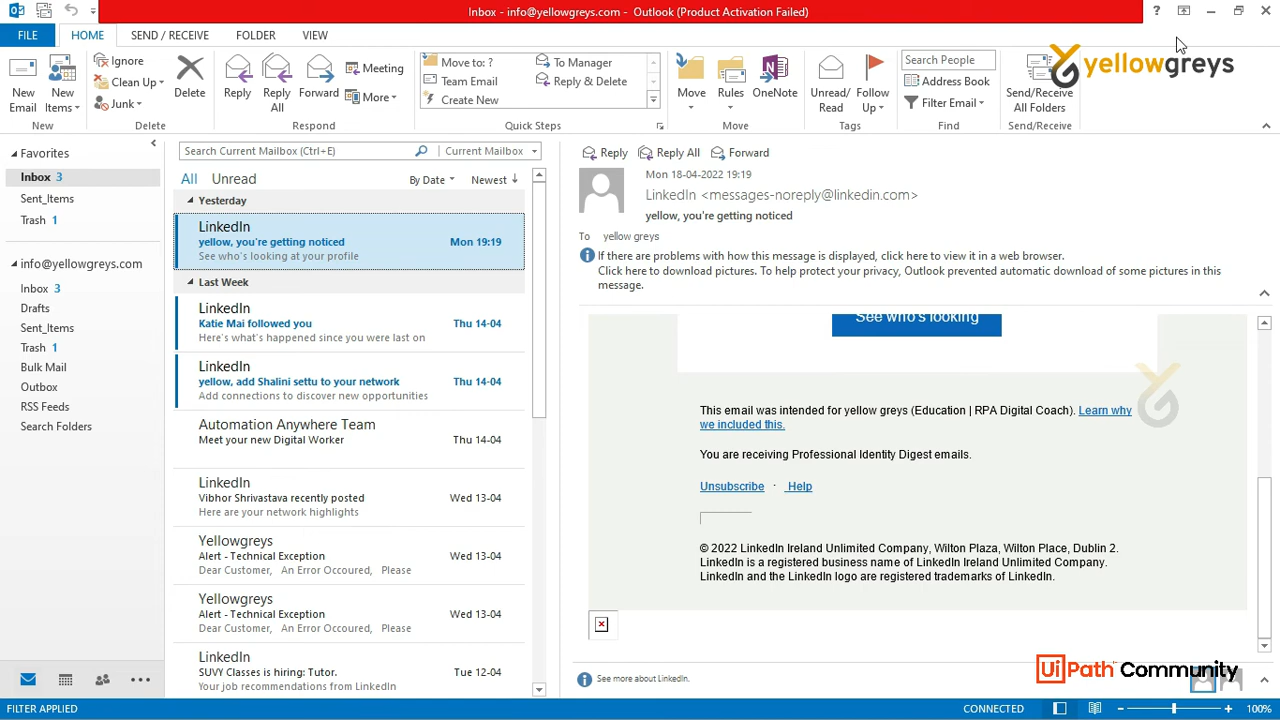 Inbox - info@yellowgreys.com - Outlook (Product Activation Failed)
?
FILE HOME SEND / RECEIVE FOLDER VIEW
yellowgreys
New Email
New Items
Ignore
Clean Up
Junk
Delete
Reply
Reply All
Forward
Meeting
More
Move to: ?
Team Email
Create New
To Manager
Reply & Delete
Move
Rules
OneNote
Unread/ Read
Follow Up
Search People
Address Book
Filter Email
Send/Receive All Folders
New Delete Respond Quick Steps Move Tags Find Send/Receive
Favorites
Inbox 3
Sent_Items
Trash 1
info@yellowgreys.com
Inbox 3
Drafts
Sent_Items
Trash 1
Bulk Mail
Outbox
RSS Feeds
Search Folders
Search Current Mailbox (Ctrl+E) Current Mailbox
All Unread By Date Newest
Yesterday
LinkedIn
yellow, you're getting noticed Mon 19:19
See who's looking at your profile
Last Week
LinkedIn
Katie Mai followed you Thu 14-04
Here's what's happened since you were last on
LinkedIn
yellow, add Shalini settu to your network Thu 14-04
Add connections to discover new opportunities
Automation Anywhere Team
Meet your new Digital Worker Thu 14-04
LinkedIn
Vibhor Shrivastava recently posted Wed 13-04
Here are your network highlights
Yellowgreys
Alert - Technical Exception Wed 13-04
Dear Customer, An Error Occoured, Please
Yellowgreys
Alert - Technical Exception Wed 13-04
Dear Customer, An Error Occoured, Please
LinkedIn
SUVY Classes is hiring: Tutor. Tue 12-04
Your job recommendations from LinkedIn
Reply Reply All Forward
Mon 18-04-2022 19:19
LinkedIn <messages-noreply@linkedin.com>
yellow, you're getting noticed
To yellow greys
If there are problems with how this message is displayed, click here to view it in a web browser.
Click here to download pictures. To help protect your privacy, Outlook prevented automatic download of some pictures in this
message.
See who's looking
This email was intended for yellow greys (Education | RPA Digital Coach). Learn why
we included this.
You are receiving Professional Identity Digest emails.
Unsubscribe · Help
© 2022 LinkedIn Ireland Unlimited Company, Wilton Plaza, Wilton Place, Dublin 2.
LinkedIn is a registered business name of LinkedIn Ireland Unlimited Company.
LinkedIn and the LinkedIn logo are registered trademarks of LinkedIn.
See more about LinkedIn.
UiPath Community
FILTER APPLIED CONNECTED 100%